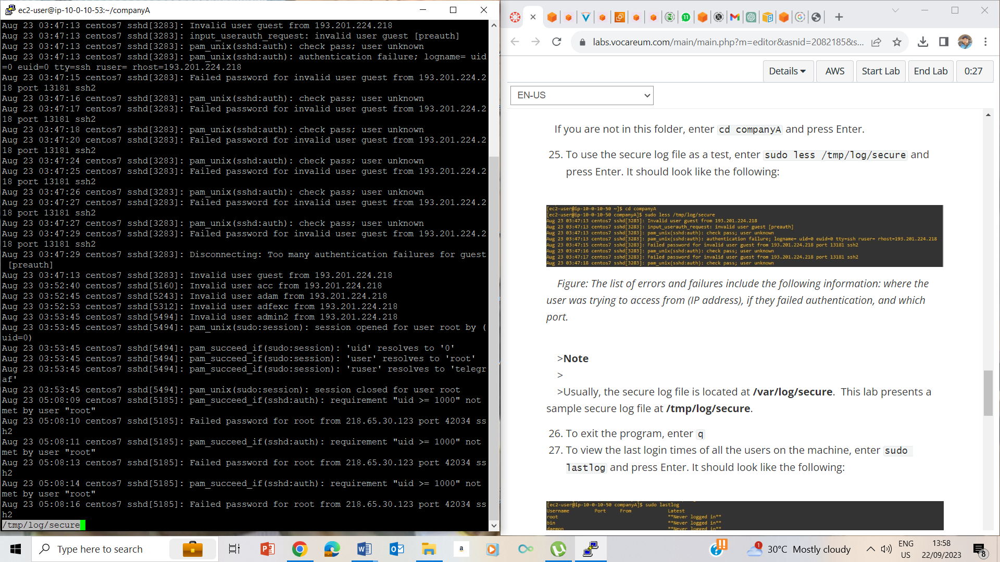 ec2-user@ip-10-0-10-53:~/companyA
Aug 23 03:47:13 centos7 sshd[3283]: Invalid user guest from 193.201.224.218
Aug 23 03:47:13 centos7 sshd[3283]: input_userauth_request: invalid user guest [preauth]
Aug 23 03:47:13 centos7 sshd[3283]: pam_unix(sshd:auth): check pass; user unknown
Aug 23 03:47:13 centos7 sshd[3283]: pam_unix(sshd:auth): authentication failure; logname= uid
=0 euid=0 tty=ssh ruser= rhost=193.201.224.218
Aug 23 03:47:15 centos7 sshd[3283]: Failed password for invalid user guest from 193.201.224.2
18 port 13181 ssh2
Aug 23 03:47:16 centos7 sshd[3283]: pam_unix(sshd:auth): check pass; user unknown
Aug 23 03:47:17 centos7 sshd[3283]: Failed password for invalid user guest from 193.201.224.2
18 port 13181 ssh2
Aug 23 03:47:18 centos7 sshd[3283]: pam_unix(sshd:auth): check pass; user unknown
Aug 23 03:47:20 centos7 sshd[3283]: Failed password for invalid user guest from 193.201.224.2
18 port 13181 ssh2
Aug 23 03:47:24 centos7 sshd[3283]: pam_unix(sshd:auth): check pass; user unknown
Aug 23 03:47:25 centos7 sshd[3283]: Failed password for invalid user guest from 193.201.224.2
18 port 13181 ssh2
Aug 23 03:47:26 centos7 sshd[3283]: pam_unix(sshd:auth): check pass; user unknown
Aug 23 03:47:27 centos7 sshd[3283]: Failed password for invalid user guest from 193.201.224.2
18 port 13181 ssh2
Aug 23 03:47:27 centos7 sshd[3283]: pam_unix(sshd:auth): check pass; user unknown
Aug 23 03:47:29 centos7 sshd[3283]: Failed password for invalid user guest from 193.201.224.2
18 port 13181 ssh2
Aug 23 03:47:29 centos7 sshd[3283]: Disconnecting: Too many authentication failures for guest
[preauth]
Aug 23 03:47:13 centos7 sshd[3283]: Invalid user guest from 193.201.224.218
Aug 23 03:52:40 centos7 sshd[5160]: Invalid user acc from 193.201.224.218
Aug 23 03:52:45 centos7 sshd[5243]: Invalid user adam from 193.201.224.218
Aug 23 03:52:53 centos7 sshd[5312]: Invalid user adfexc from 193.201.224.218
Aug 23 03:53:45 centos7 sshd[5494]: Invalid user admin2 from 193.201.224.218
Aug 23 03:53:45 centos7 sshd[5494]: pam_unix(sudo:session): session opened for user root by (
uid=0)
Aug 23 03:53:45 centos7 sshd[5494]: pam_succeed_if(sudo:session): 'uid' resolves to '0'
Aug 23 03:53:45 centos7 sshd[5494]: pam_succeed_if(sudo:session): 'user' resolves to 'root'
Aug 23 03:53:45 centos7 sshd[5494]: pam_succeed_if(sudo:session): 'ruser' resolves to 'telegr
af'
Aug 23 03:53:45 centos7 sshd[5494]: pam_unix(sudo:session): session closed for user root
Aug 23 05:08:09 centos7 sshd[5185]: pam_succeed_if(sshd:auth): requirement "uid >= 1000" not
met by user "root"
Aug 23 05:08:10 centos7 sshd[5185]: Failed password for root from 218.65.30.123 port 42034 ss
h2
Aug 23 05:08:11 centos7 sshd[5185]: pam_succeed_if(sshd:auth): requirement "uid >= 1000" not
met by user "root"
Aug 23 05:08:13 centos7 sshd[5185]: Failed password for root from 218.65.30.123 port 42034 ss
h2
Aug 23 05:08:14 centos7 sshd[5185]: pam_succeed_if(sshd:auth): requirement "uid >= 1000" not
met by user "root"
Aug 23 05:08:16 centos7 sshd[5185]: Failed password for root from 218.65.30.123 port 42034 ss
h2
/tmp/log/secure
11
labs.vocareum.com/main/main.php?m=editor&asnid=2082185&s...
Details AWS Start Lab End Lab 0:27
EN-US
If you are not in this folder, enter cd companyA and press Enter.
25. To use the secure log file as a test, enter sudo less /tmp/log/secure and
press Enter. It should look like the following:
[ec2-user@ip-10-0-10-50 ~]$ cd companyA
[ec2-user@ip-10-0-10-50 companyA]$ sudo less /tmp/log/secure
Aug 23 03:47:13 centos7 sshd[3283]: Invalid user guest from 193.201.224.218
Aug 23 03:47:13 centos7 sshd[3283]: input_userauth_request: invalid user guest [preauth]
Aug 23 03:47:13 centos7 sshd[3283]: pam_unix(sshd:auth): check pass; user unknown
Aug 23 03:47:13 centos7 sshd[3283]: pam_unix(sshd:auth): authentication failure; logname= uid=0 euid=0 tty=ssh ruser= rhost=193.201.224.218
Aug 23 03:47:15 centos7 sshd[3283]: Failed password for invalid user guest from 193.201.224.218 port 13181 ssh2
Aug 23 03:47:16 centos7 sshd[3283]: pam_unix(sshd:auth): check pass; user unknown
Aug 23 03:47:17 centos7 sshd[3283]: Failed password for invalid user guest from 193.201.224.218 port 13181 ssh2
Aug 23 03:47:18 centos7 sshd[3283]: pam_unix(sshd:auth): check pass; user unknown
Figure: The list of errors and failures include the following information: where the
user was trying to access from (IP address), if they failed authentication, and which
port.
>Note
>
>Usually, the secure log file is located at /var/log/secure. This lab presents a
sample secure log file at /tmp/log/secure.
26. To exit the program, enter q
27. To view the last login times of all the users on the machine, enter sudo
lastlog and press Enter. It should look like the following:
[ec2-user@ip-10-0-10-50 companyA]$ sudo lastlog
Username Port From Latest
root **Never logged in**
bin **Never logged in**
daemon **Never logged in**
Type here to search
a
1
30°C Mostly cloudy
ENG
US
13:58
22/09/2023
8